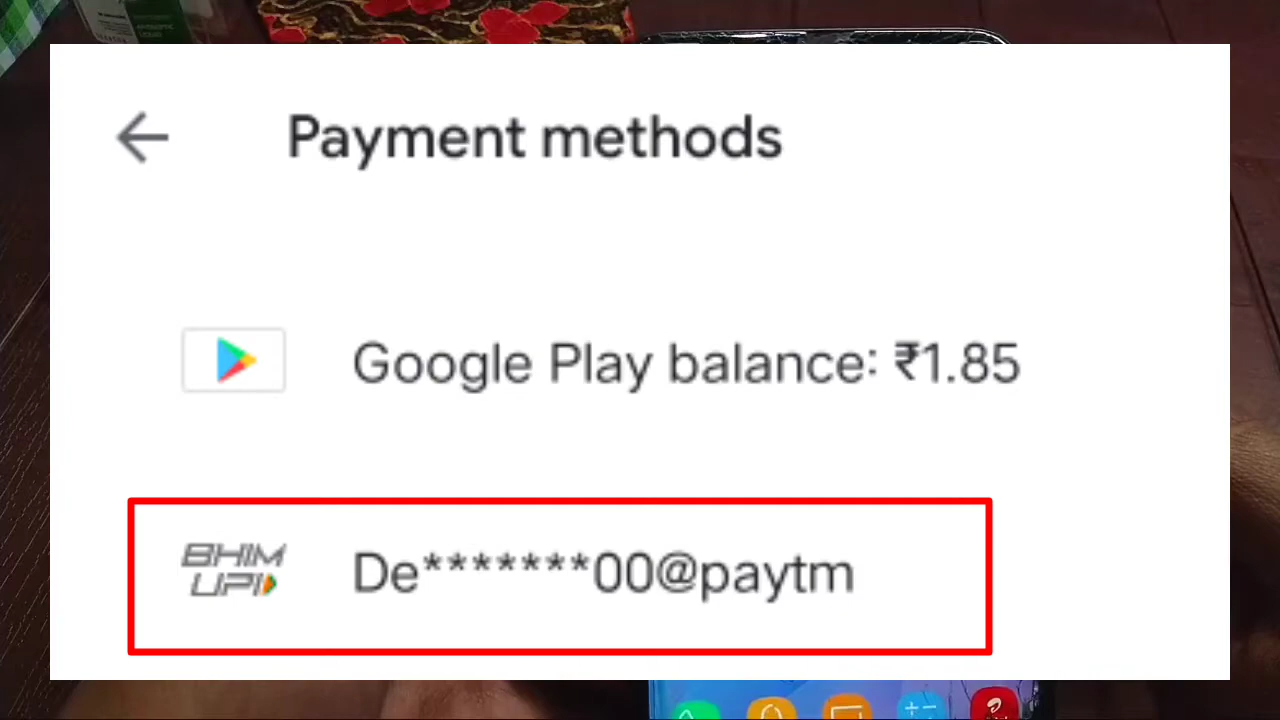 Payment methods
Google Play balance: ₹1.85
BHIM
UPI
De*******00@paytm